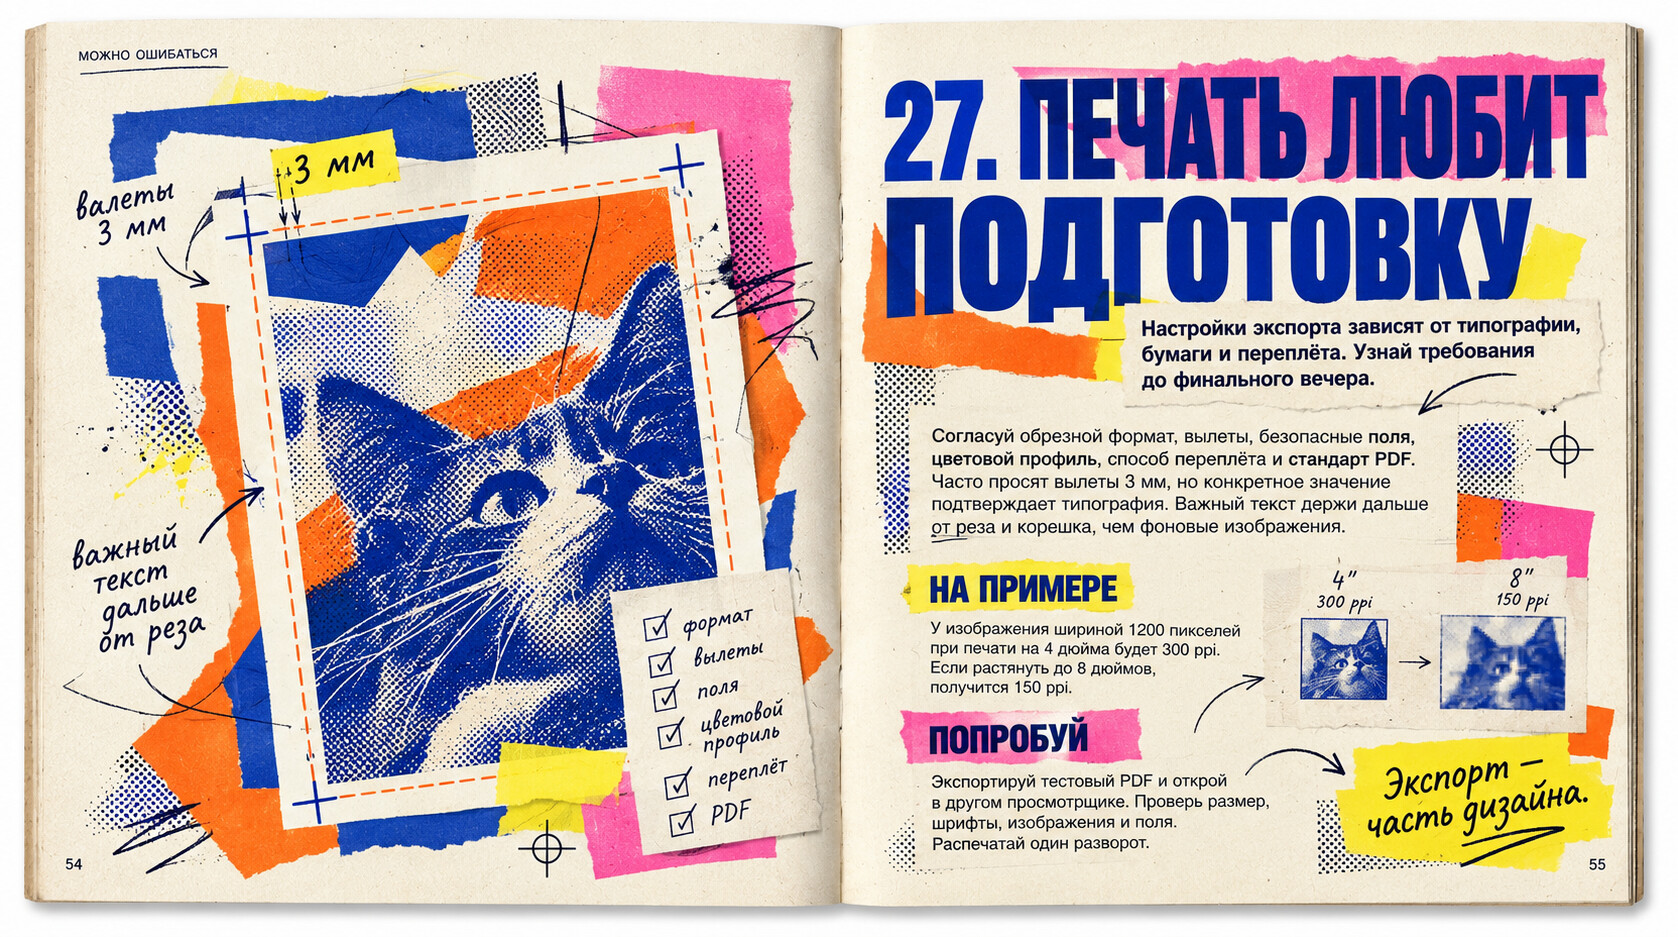 МОЖНО ОШИБАТЬСЯ
3 мм
валеты
3 мм
важный
текст
дальше
от реза
формат
вылеты
поля
цветовой
профиль
переплёт
PDF
54
27. ПЕЧАТЬ ЛЮБИТ
ПОДГОТОВКУ
Настройки экспорта зависят от типографии,
бумаги и переплёта. Узнай требования
до финального вечера.
Согласуй обрезной формат, вылеты, безопасные поля,
цветовой профиль, способ переплёта и стандарт PDF.
Часто просят вылеты 3 мм, но конкретное значение
подтверждает типография. Важный текст держи дальше
от реза и корешка, чем фоновые изображения.
НА ПРИМЕРЕ
У изображения шириной 1200 пикселей
при печати на 4 дюйма будет 300 ppi.
Если растянуть до 8 дюймов,
получится 150 ppi.
4″
300 ppi
8″
150 ppi
ПОПРОБУЙ
Экспортируй тестовый PDF и открой
в другом просмотрщике. Проверь размер,
шрифты, изображения и поля.
Распечатай один разворот.
Экспорт –
часть дизайна.
55